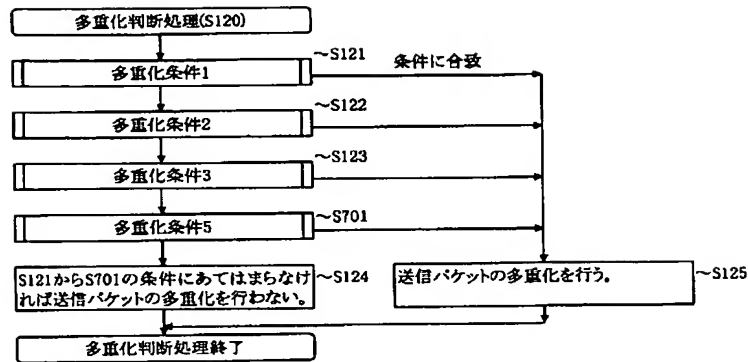 多重化判断処理(S120)
多重化条件1
～S121
条件に合致
多重化条件2
～S122
多重化条件3
～S123
多重化条件5
～S701
S121からS701の条件にあてはまらなけ
れば送信パケットの多重化を行わない。
～S124
送信パケットの多重化を行う。
～S125
多重化判断処理終了